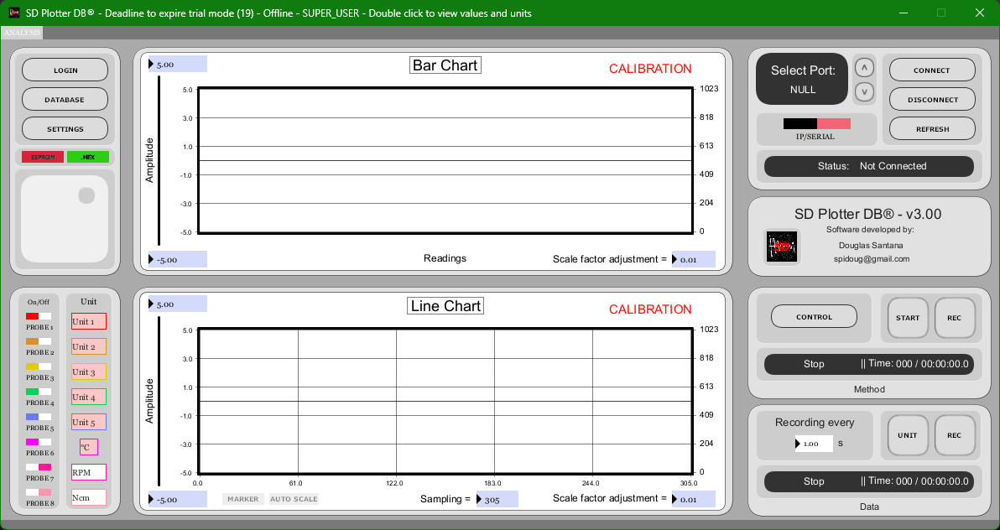 SD Plotter DB® - Deadline to expire trial mode (19) - Offline - SUPER_USER - Double click to view values and units
ANALYSIS
LOGIN
DATABASE
SETTINGS
EEPROM .HEX
5.00
Bar Chart
CALIBRATION
Amplitude
5.0
3.0
1.0
-1.0
-3.0
-5.0
1023
818
613
409
204
0
-5.00
Readings
Scale factor adjustment = 0.01
Select Port:
NULL
˄
˅
IP/SERIAL
CONNECT
DISCONNECT
REFRESH
Status: Not Connected
SD Plotter DB® - v3.00
Software developed by:
SD
Douglas Santana
spidoug@gmail.com
On/Off Unit
PROBE 1 Unit 1
PROBE 2 Unit 2
PROBE 3 Unit 3
PROBE 4 Unit 4
PROBE 5 Unit 5
PROBE 6 °C
PROBE 7 RPM
PROBE 8 Ncm
5.00
Line Chart
CALIBRATION
Amplitude
5.0
3.0
1.0
-1.0
-3.0
-5.0
1023
818
613
409
204
0
0.0 61.0 122.0 183.0 244.0 305.0
-5.00
MARKER AUTO SCALE
Sampling = 305
Scale factor adjustment = 0.01
CONTROL
START REC
Stop || Time: 000 / 00:00:00.0
Method
Recording every
1.00 s
UNIT REC
Stop || Time: 000 / 00:00:00.0
Data